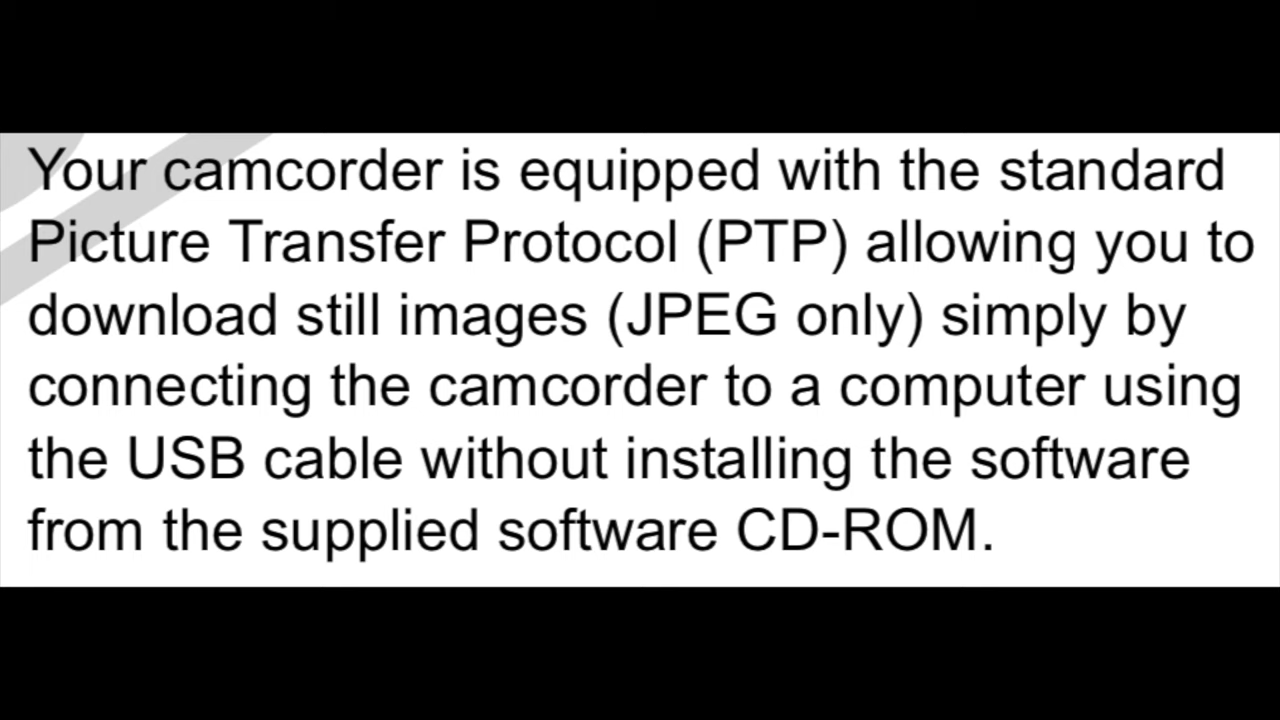 Your camcorder is equipped with the standard
Picture Transfer Protocol (PTP) allowing you to
download still images (JPEG only) simply by
connecting the camcorder to a computer using
the USB cable without installing the software
from the supplied software CD-ROM.